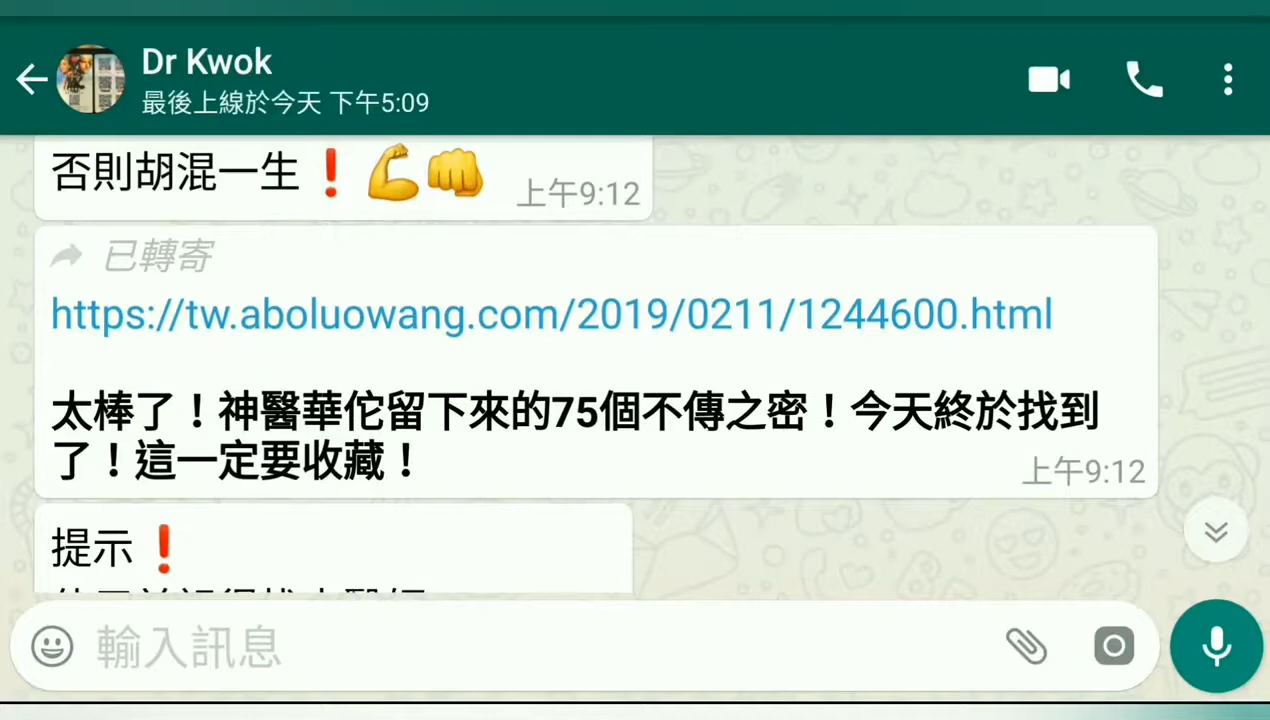 Dr Kwok
最後上線於今天 下午5:09
否則胡混一生❗💪👊
上午9:12
已轉寄
https://tw.aboluowang.com/2019/0211/1244600.html
太棒了！神醫華佗留下來的75個不傳之密！今天終於找到
了！這一定要收藏！
上午9:12
提示❗
輸入訊息